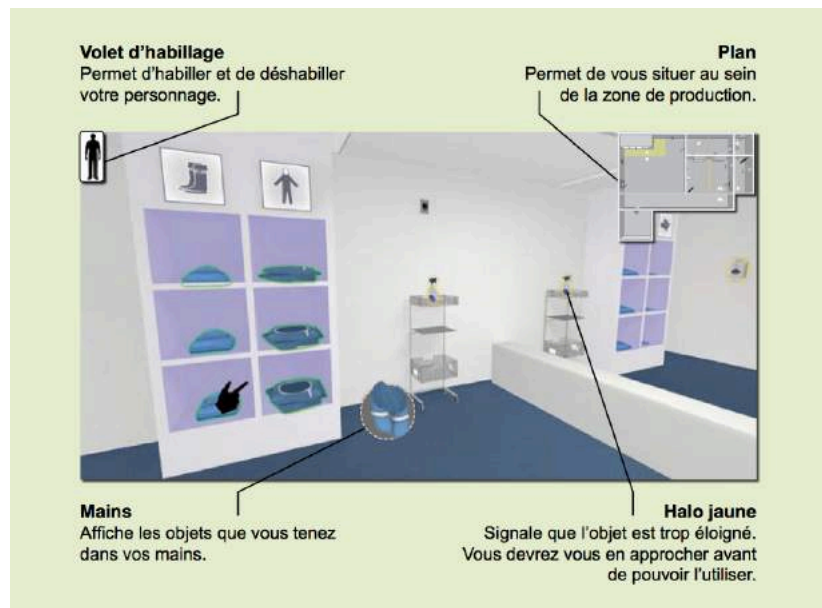 Volet d'habillage
Permet d'habiller et de déshabiller
votre personnage.
Plan
Permet de vous situer au sein
de la zone de production.
Mains
Affiche les objets que vous tenez
dans vos mains.
Halo jaune
Signale que l'objet est trop éloigné.
Vous devrez vous en approcher avant
de pouvoir l'utiliser.